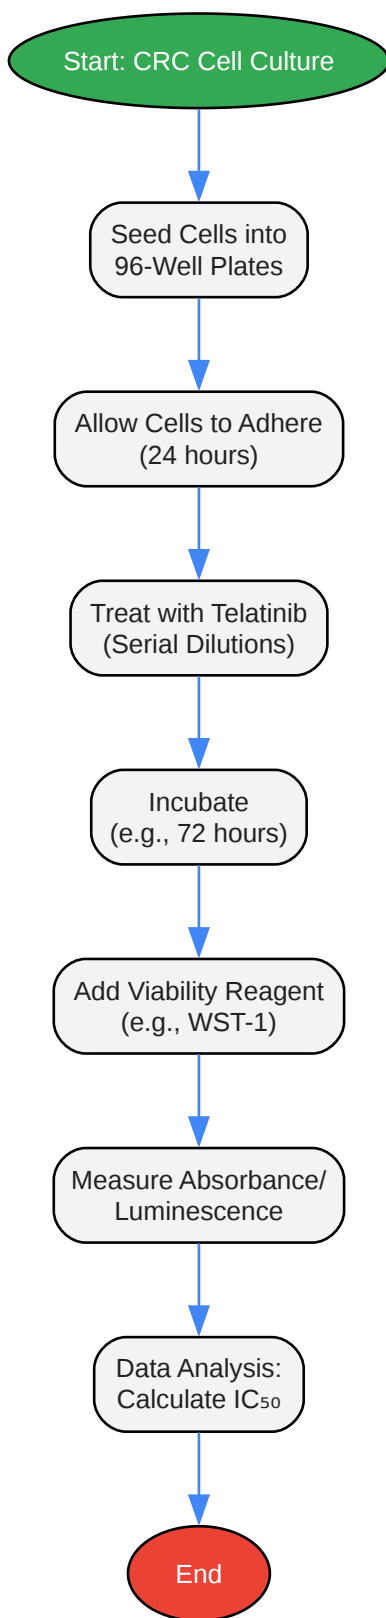 Start: CRC Cell Culture
Seed Cells into
96-Well Plates
Allow Cells to Adhere
(24 hours)
Treat with Telatinib
(Serial Dilutions)
Incubate
(e.g., 72 hours)
Add Viability Reagent
(e.g., WST-1)
Measure Absorbance/
Luminescence
Data Analysis:
Calculate IC₅₀
End